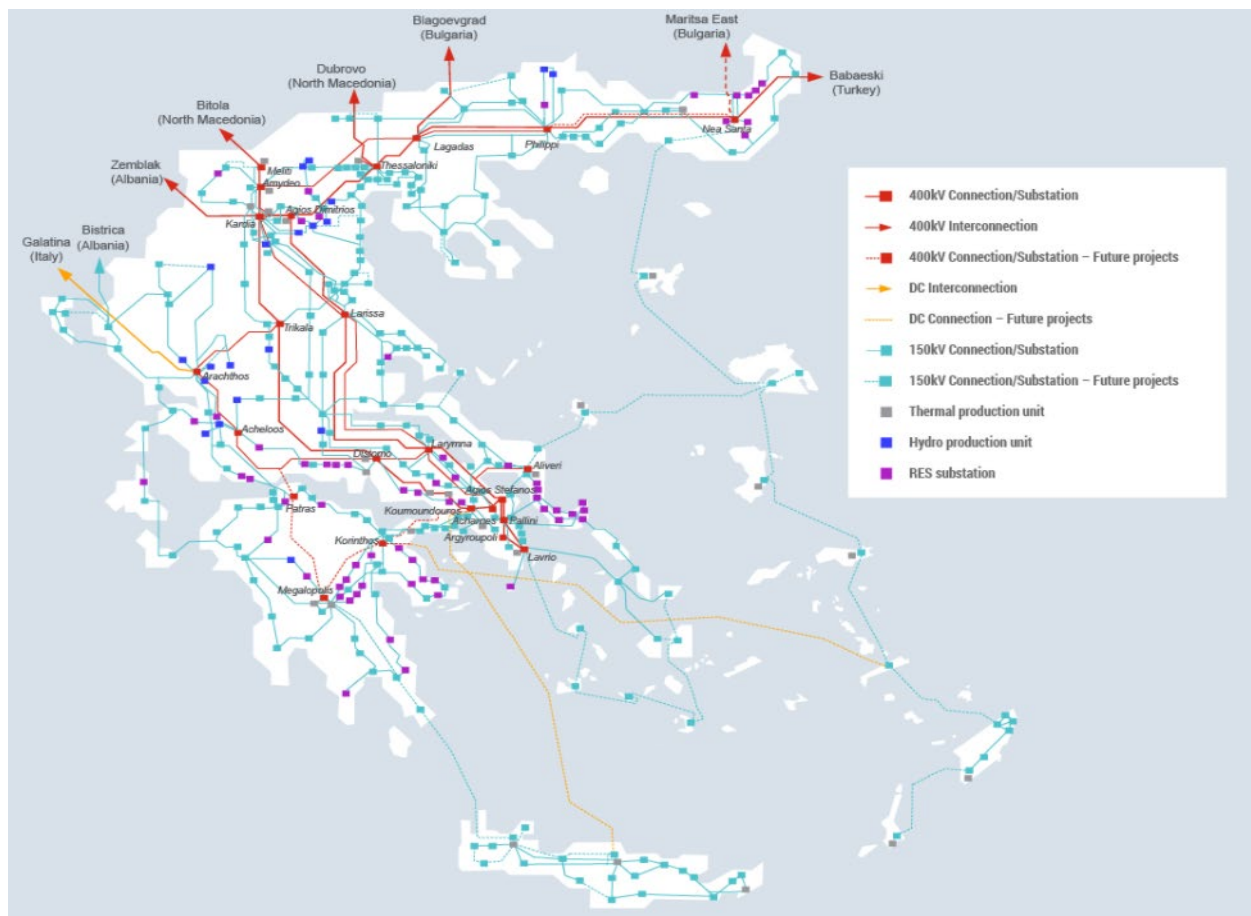 Blagoevgrad
(Bulgaria)
Maritsa East
(Bulgaria)
Dubrovo
(North Macedonia)
Babaeski
(Turkey)
Bitola
(North Macedonia)
Zemblak
(Albania)
Bistrica
(Albania)
Galatina
(Italy)
Nea Santa
Philippi
Lagadas
Thessaloniki
Meliti
Amydeo
Agios Dimitrios
Kardia
Larissa
Trikala
Arachthos
Acheloos
Larymna
Distomo
Aliveri
Agios Stefanos
Patras
Koumoundouros
Acharnes
Pallini
Argyroupoli
Korinthos
Lavrio
Megalopolis
400kV Connection/Substation
400kV Interconnection
400kV Connection/Substation – Future projects
DC Interconnection
DC Connection – Future projects
150kV Connection/Substation
150kV Connection/Substation – Future projects
Thermal production unit
Hydro production unit
RES substation